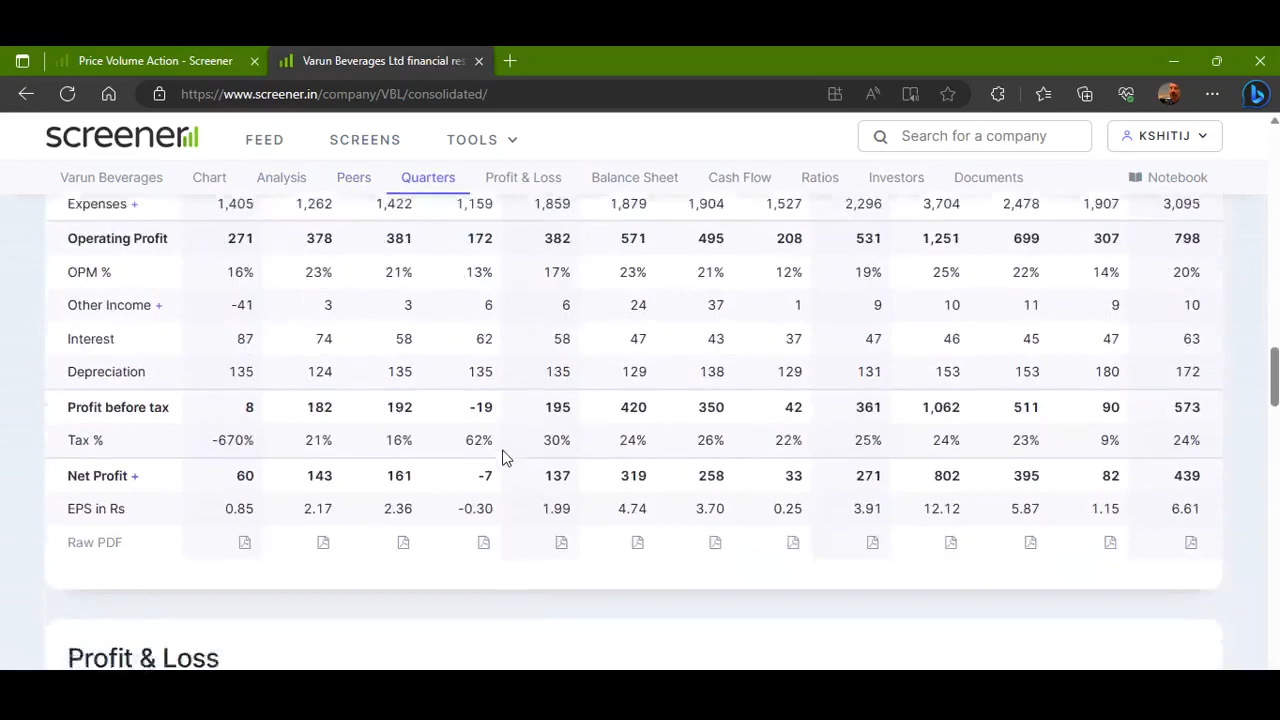 Price Volume Action - Screener
Varun Beverages Ltd financial res
https://www.screener.in/company/VBL/consolidated/
screener
FEED SCREENS TOOLS
Search for a company
KSHITIJ
Varun Beverages Chart Analysis Peers Quarters Profit & Loss Balance Sheet Cash Flow Ratios Investors Documents Notebook
Expenses + 1,405 1,262 1,422 1,159 1,859 1,879 1,904 1,527 2,296 3,704 2,478 1,907 3,095
Operating Profit 271 378 381 172 382 571 495 208 531 1,251 699 307 798
OPM % 16% 23% 21% 13% 17% 23% 21% 12% 19% 25% 22% 14% 20%
Other Income + -41 3 3 6 6 24 37 1 9 10 11 9 10
Interest 87 74 58 62 58 47 43 37 47 46 45 47 63
Depreciation 135 124 135 135 135 129 138 129 131 153 153 180 172
Profit before tax 8 182 192 -19 195 420 350 42 361 1,062 511 90 573
Tax % -670% 21% 16% 62% 30% 24% 26% 22% 25% 24% 23% 9% 24%
Net Profit + 60 143 161 -7 137 319 258 33 271 802 395 82 439
EPS in Rs 0.85 2.17 2.36 -0.30 1.99 4.74 3.70 0.25 3.91 12.12 5.87 1.15 6.61
Raw PDF
Profit & Loss